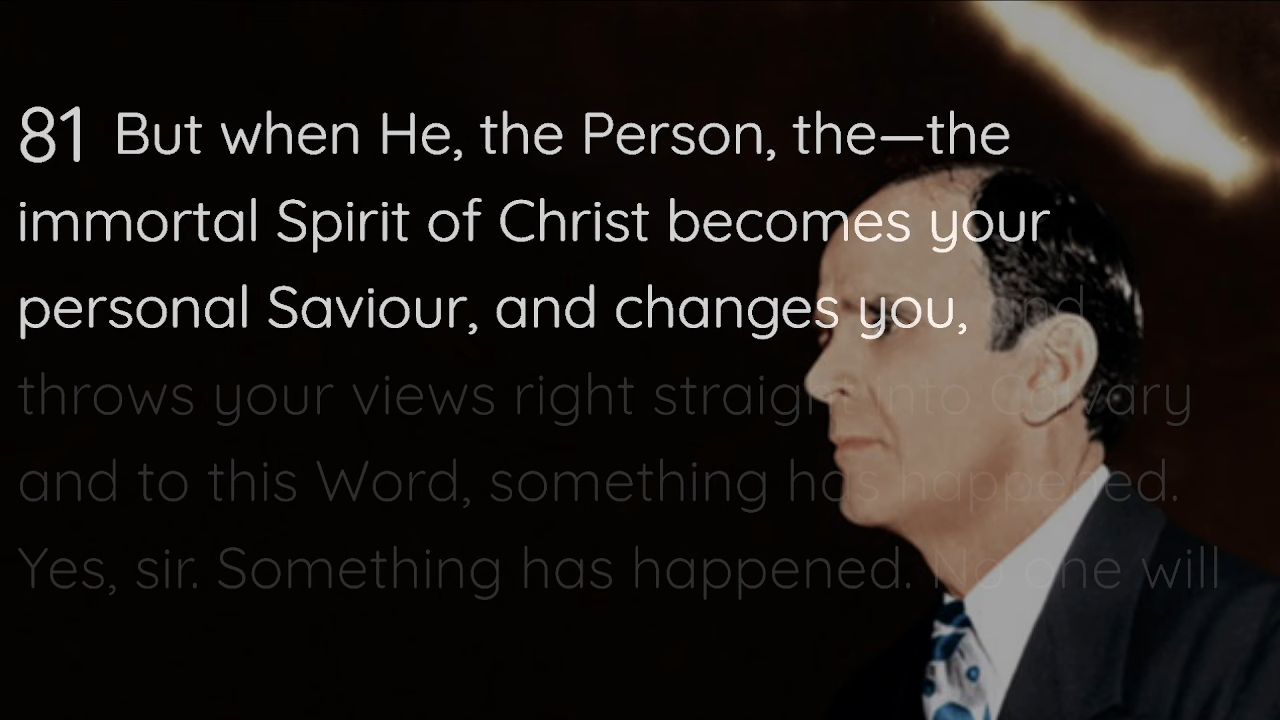 81 But when He, the Person, the—the
immortal Spirit of Christ becomes your
personal Saviour, and changes you, and
throws your views right straight into Calvary
and to this Word, something has happened.
Yes, sir. Something has happened. No one will